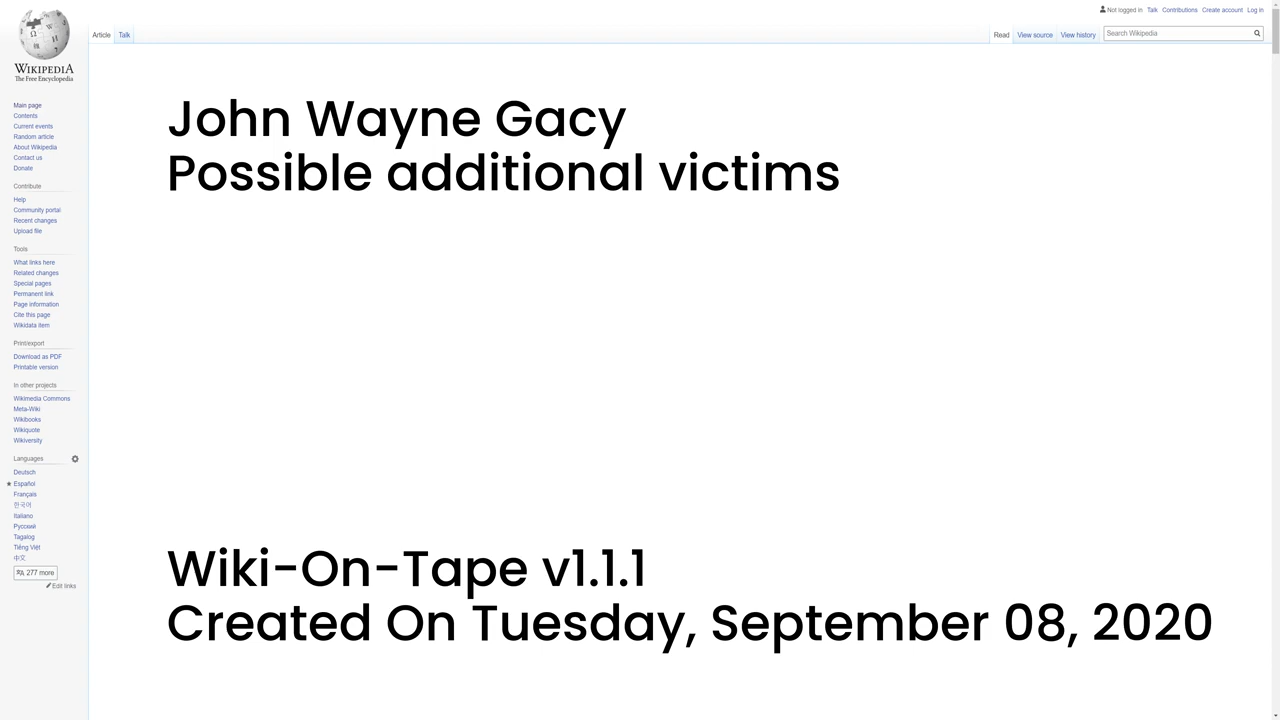 Not logged in Talk Contributions Create account Log in
Article Talk Read View source View history Search Wikipedia
WIKIPEDIA
The Free Encyclopedia
Main page
Contents
Current events
Random article
About Wikipedia
Contact us
Donate
Contribute
Help
Community portal
Recent changes
Upload file
Tools
What links here
Related changes
Special pages
Permanent link
Page information
Cite this page
Wikidata item
Print/export
Download as PDF
Printable version
In other projects
Wikimedia Commons
Meta-Wiki
Wikibooks
Wikiquote
Wikiversity
Languages
Deutsch
Español
Français
한국어
Italiano
Русский
Tagalog
Tiếng Việt
中文
277 more
Edit links
John Wayne Gacy
Possible additional victims
Wiki-On-Tape v1.1.1
Created On Tuesday, September 08, 2020